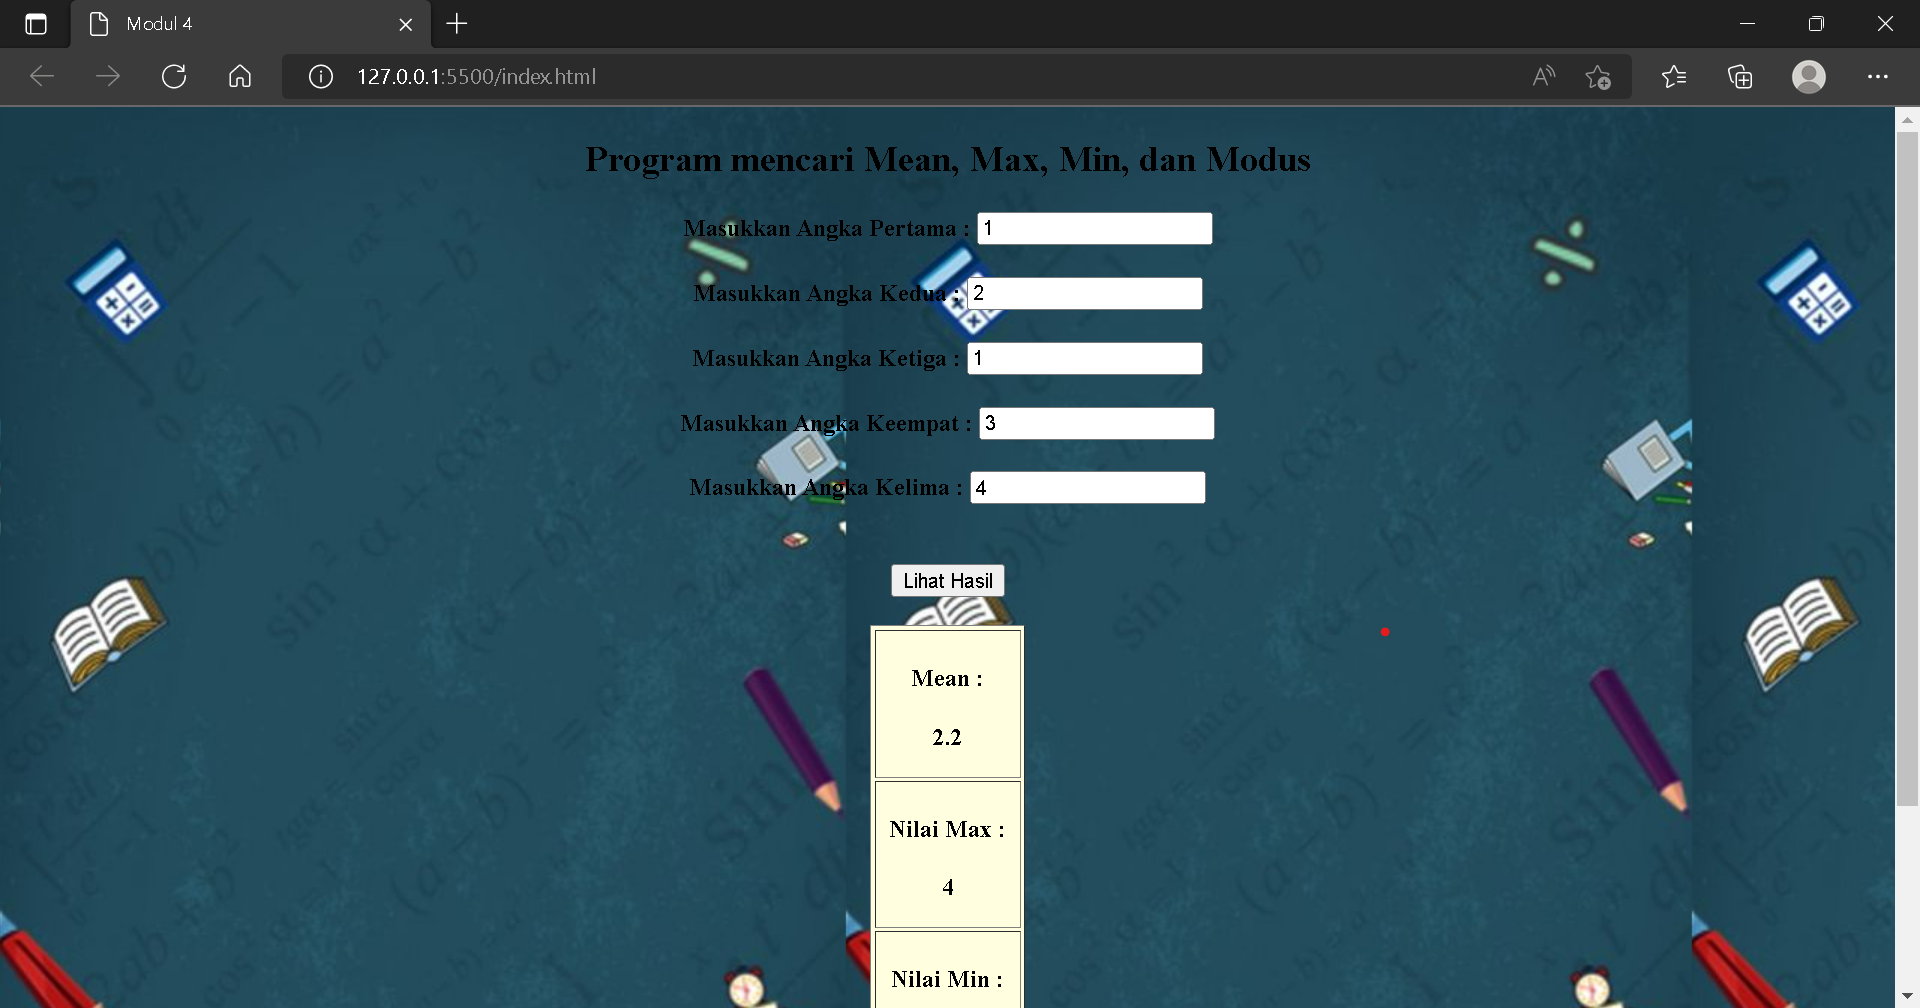 Modul 4
127.0.0.1:5500/index.html
Program mencari Mean, Max, Min, dan Modus
Masukkan Angka Pertama : 1
Masukkan Angka Kedua : 2
Masukkan Angka Ketiga : 1
Masukkan Angka Keempat : 3
Masukkan Angka Kelima : 4
Lihat Hasil
Mean :
2.2
Nilai Max :
4
Nilai Min :